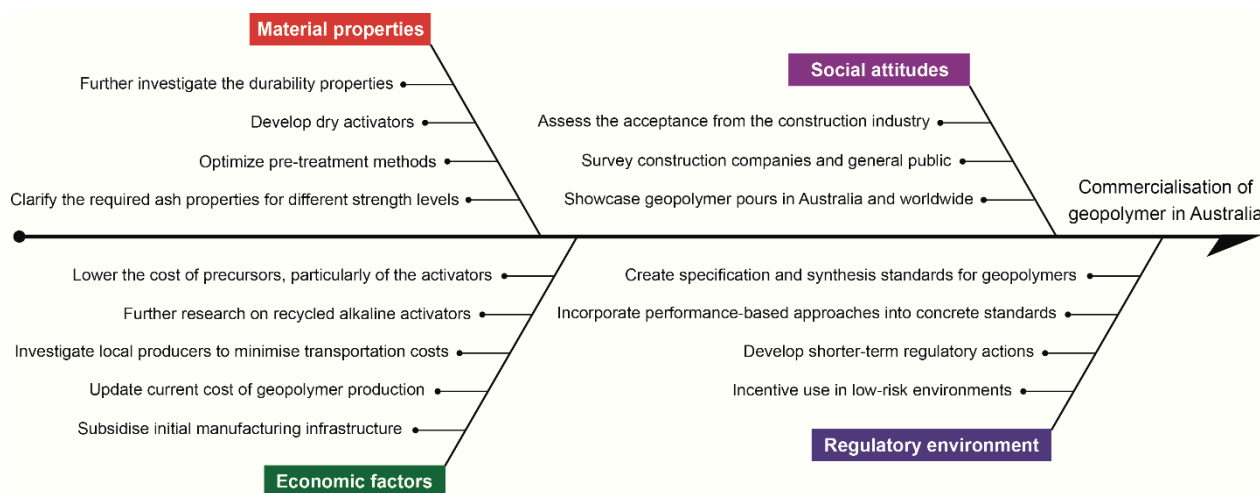 Material properties
Further investigate the durability properties
Develop dry activators
Optimize pre-treatment methods
Clarify the required ash properties for different strength levels
Social attitudes
Assess the acceptance from the construction industry
Survey construction companies and general public
Showcase geopolymer pours in Australia and worldwide
Commercialisation of
geopolymer in Australia
Lower the cost of precursors, particularly of the activators
Further research on recycled alkaline activators
Investigate local producers to minimise transportation costs
Update current cost of geopolymer production
Subsidise initial manufacturing infrastructure
Economic factors
Create specification and synthesis standards for geopolymers
Incorporate performance-based approaches into concrete standards
Develop shorter-term regulatory actions
Incentive use in low-risk environments
Regulatory environment